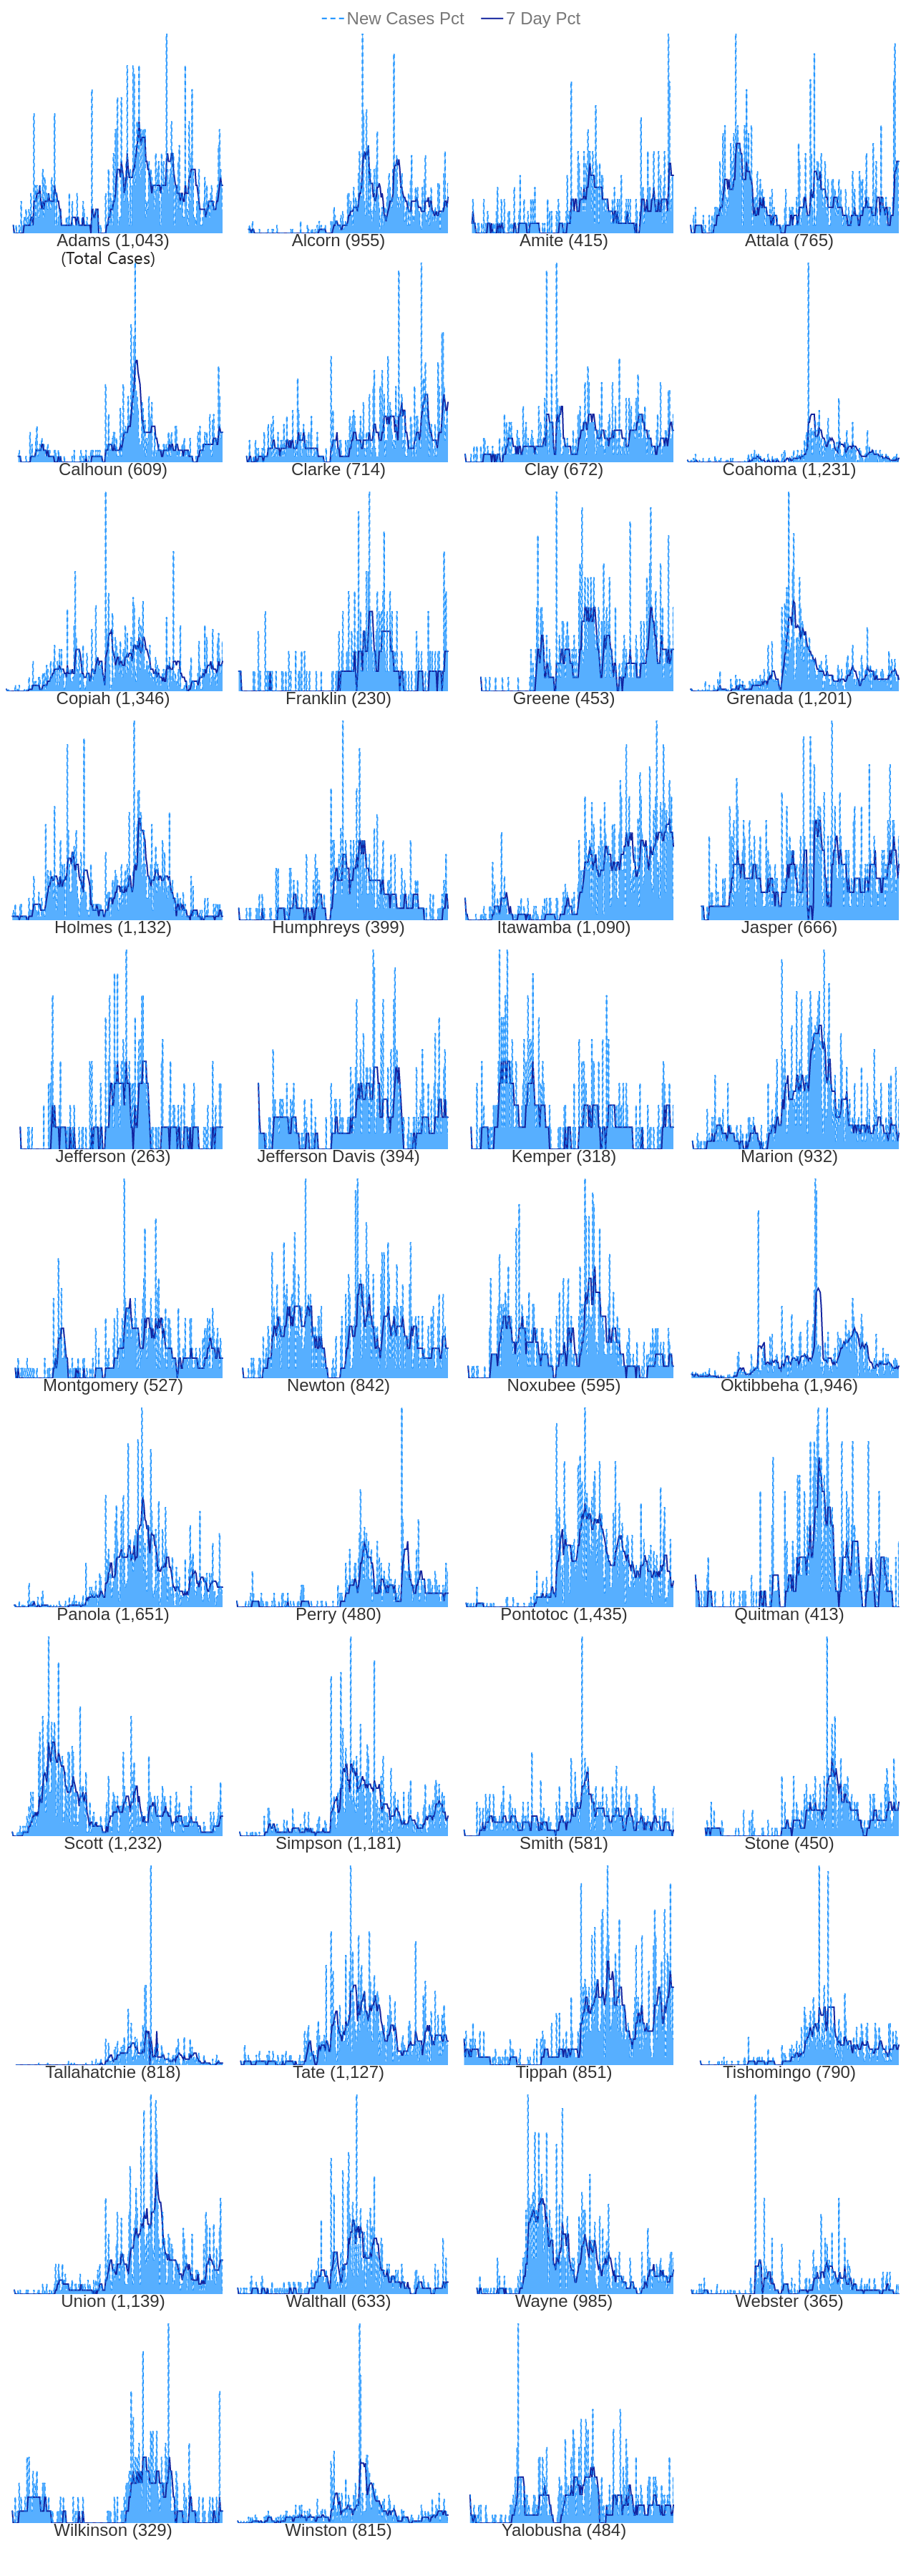 New Cases Pct 7 Day Pct
Adams (1,043) Alcorn (955) Amite (415) Attala (765)
(Total Cases)
Calhoun (609) Clarke (714) Clay (672) Coahoma (1,231)
Copiah (1,346) Franklin (230) Greene (453) Grenada (1,201)
Holmes (1,132) Humphreys (399) Itawamba (1,090) Jasper (666)
Jefferson (263) Jefferson Davis (394) Kemper (318) Marion (932)
Montgomery (527) Newton (842) Noxubee (595) Oktibbeha (1,946)
Panola (1,651) Perry (480) Pontotoc (1,435) Quitman (413)
Scott (1,232) Simpson (1,181) Smith (581) Stone (450)
Tallahatchie (818) Tate (1,127) Tippah (851) Tishomingo (790)
Union (1,139) Walthall (633) Wayne (985) Webster (365)
Wilkinson (329) Winston (815) Yalobusha (484)